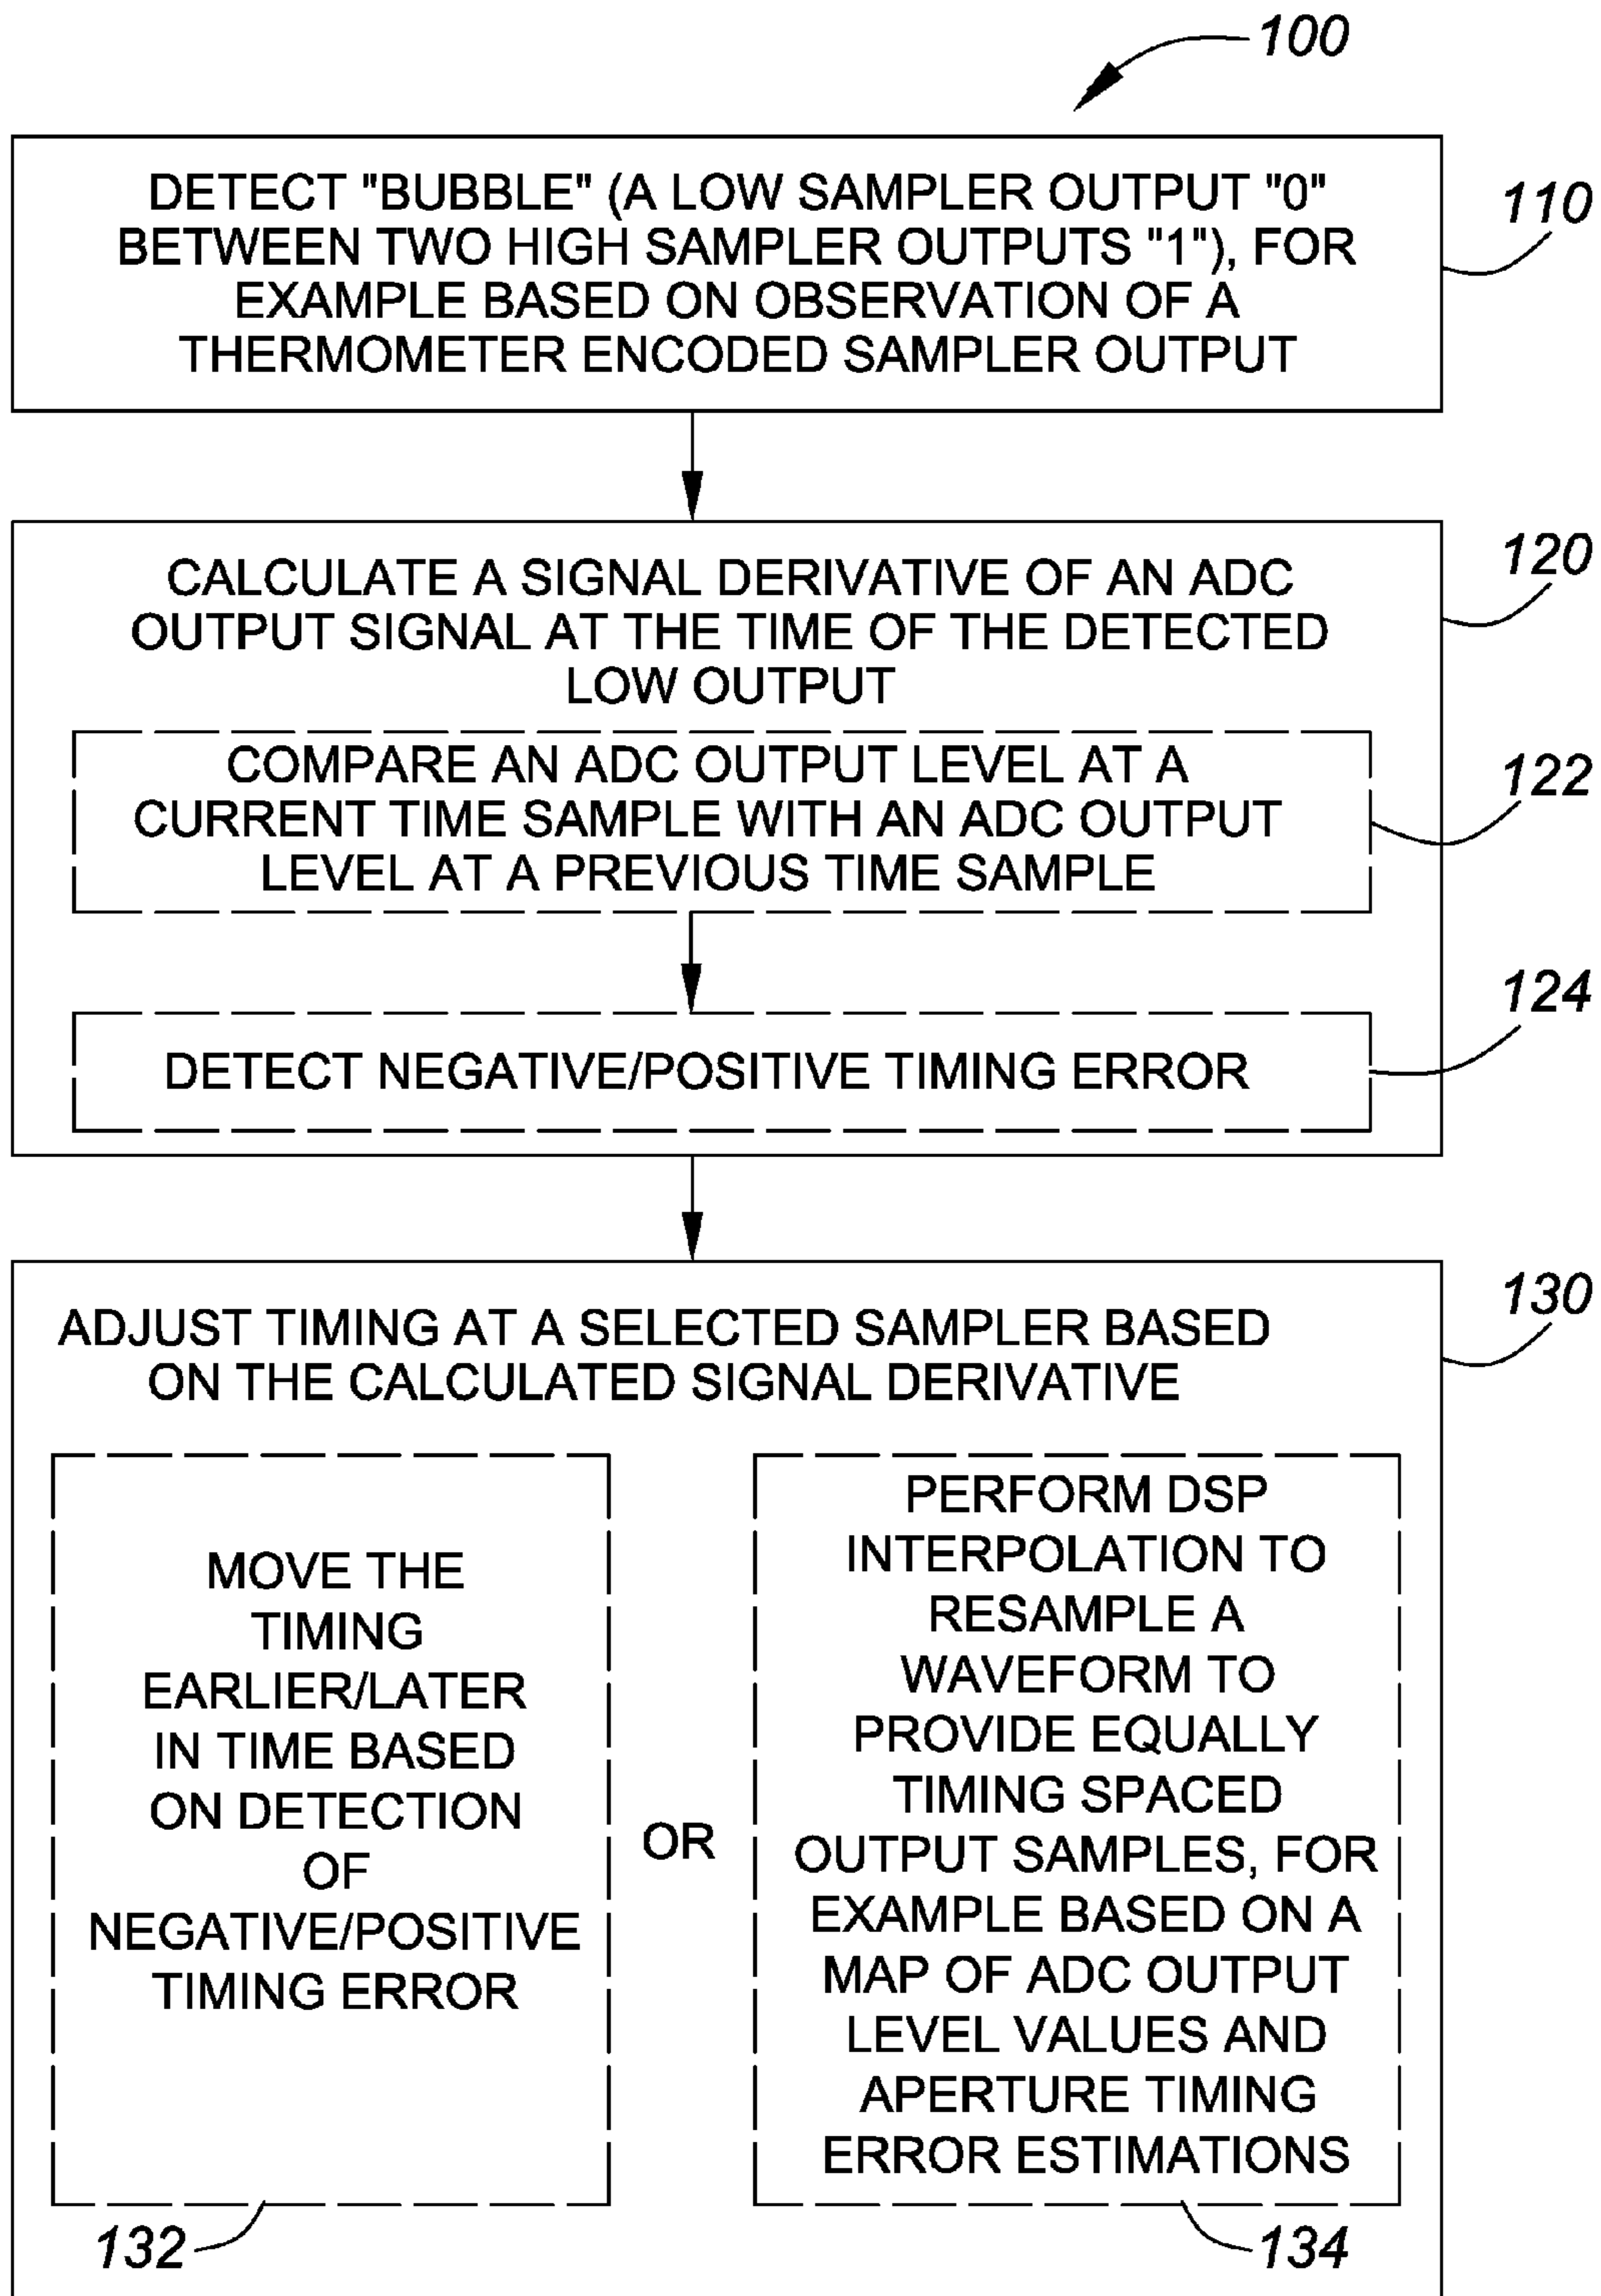 100
DETECT "BUBBLE" (A LOW SAMPLER OUTPUT "0"
BETWEEN TWO HIGH SAMPLER OUTPUTS "1"), FOR
EXAMPLE BASED ON OBSERVATION OF A
THERMOMETER ENCODED SAMPLER OUTPUT
110
CALCULATE A SIGNAL DERIVATIVE OF AN ADC
OUTPUT SIGNAL AT THE TIME OF THE DETECTED
LOW OUTPUT
120
COMPARE AN ADC OUTPUT LEVEL AT A
CURRENT TIME SAMPLE WITH AN ADC OUTPUT
LEVEL AT A PREVIOUS TIME SAMPLE
122
DETECT NEGATIVE/POSITIVE TIMING ERROR
124
ADJUST TIMING AT A SELECTED SAMPLER BASED
ON THE CALCULATED SIGNAL DERIVATIVE
130
MOVE THE
TIMING
EARLIER/LATER
IN TIME BASED
ON DETECTION
OF
NEGATIVE/POSITIVE
TIMING ERROR
132
OR
PERFORM DSP
INTERPOLATION TO
RESAMPLE A
WAVEFORM TO
PROVIDE EQUALLY
TIMING SPACED
OUTPUT SAMPLES, FOR
EXAMPLE BASED ON A
MAP OF ADC OUTPUT
LEVEL VALUES AND
APERTURE TIMING
ERROR ESTIMATIONS
134